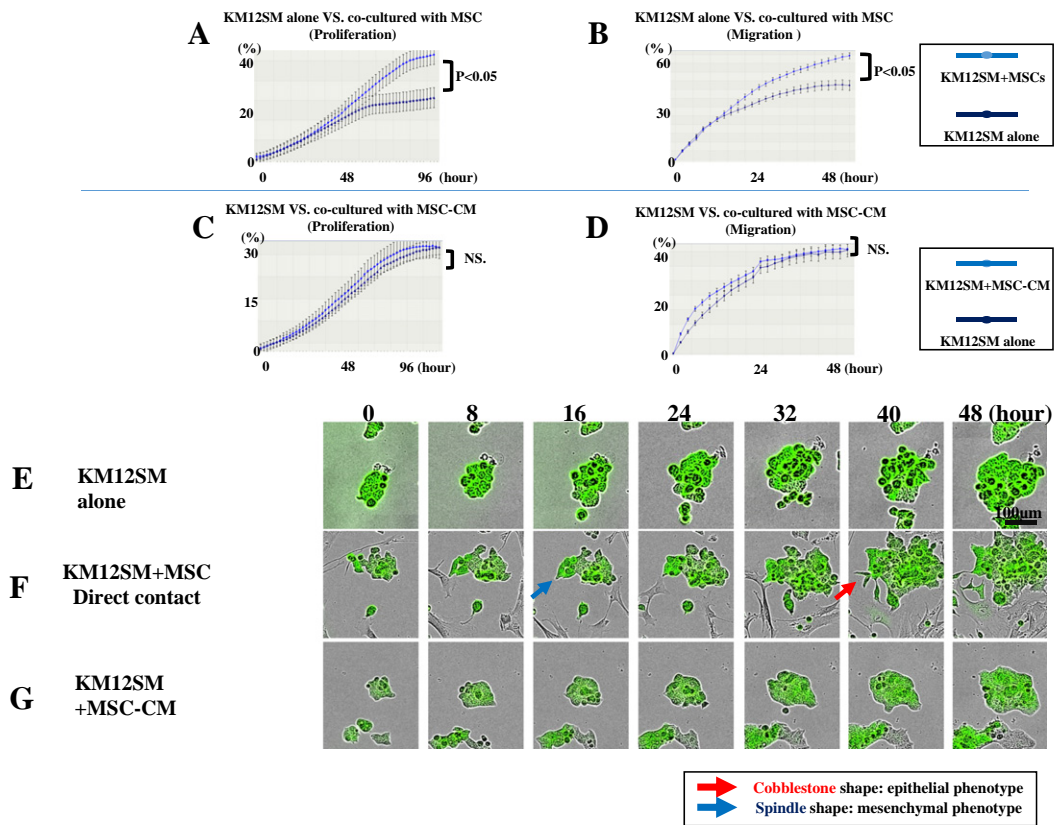 A
KM12SM alone VS. co-cultured with MSC
(Proliferation)
(%)
40
20
0
0 48 96 (hour)
P<0.05
B
KM12SM alone VS. co-cultured with MSC
(Migration )
(%)
60
30
0
0 24 48 (hour)
P<0.05
KM12SM+MSCs
KM12SM alone
C
KM12SM VS. co-cultured with MSC-CM
(Proliferation)
(%)
30
15
0
0 48 96 (hour)
NS.
D
KM12SM VS. co-cultured with MSC-CM
(Migration)
(%)
40
20
0
0 24 48 (hour)
NS.
KM12SM+MSC-CM
KM12SM alone
0 8 16 24 32 40 48 (hour)
E
KM12SM
alone
100um
F
KM12SM+MSC
Direct contact
G
KM12SM
+MSC-CM
Cobblestone shape: epithelial phenotype
Spindle shape: mesenchymal phenotype